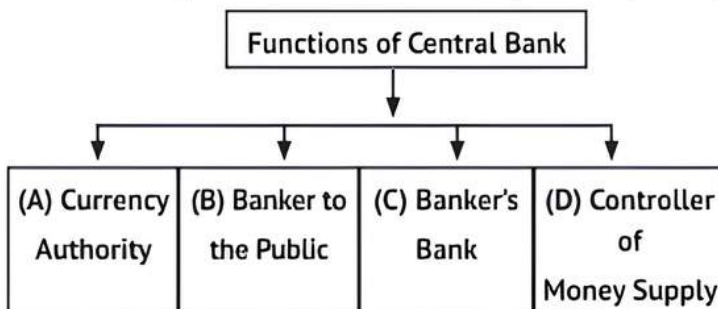 Functions of Central Bank
(A) Currency
Authority
(B) Banker to
the Public
(C) Banker's
Bank
(D) Controller
of
Money Supply